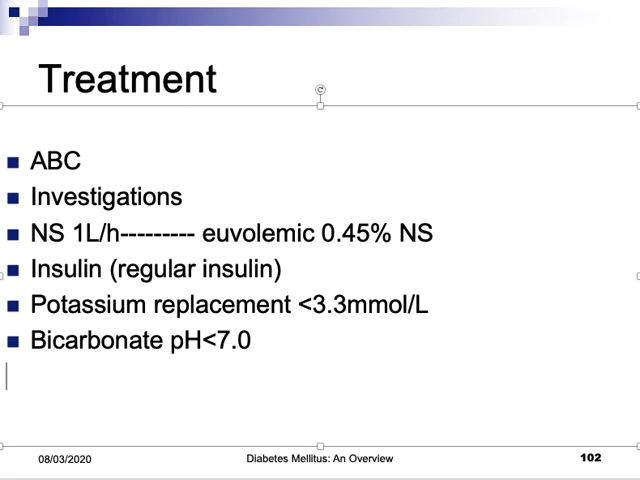 Treatment
ABC
Investigations
NS 1L/h--------- euvolemic 0.45% NS
Insulin (regular insulin)
Potassium replacement <3.3mmol/L
Bicarbonate pH<7.0
08/03/2020
Diabetes Mellitus: An Overview
102